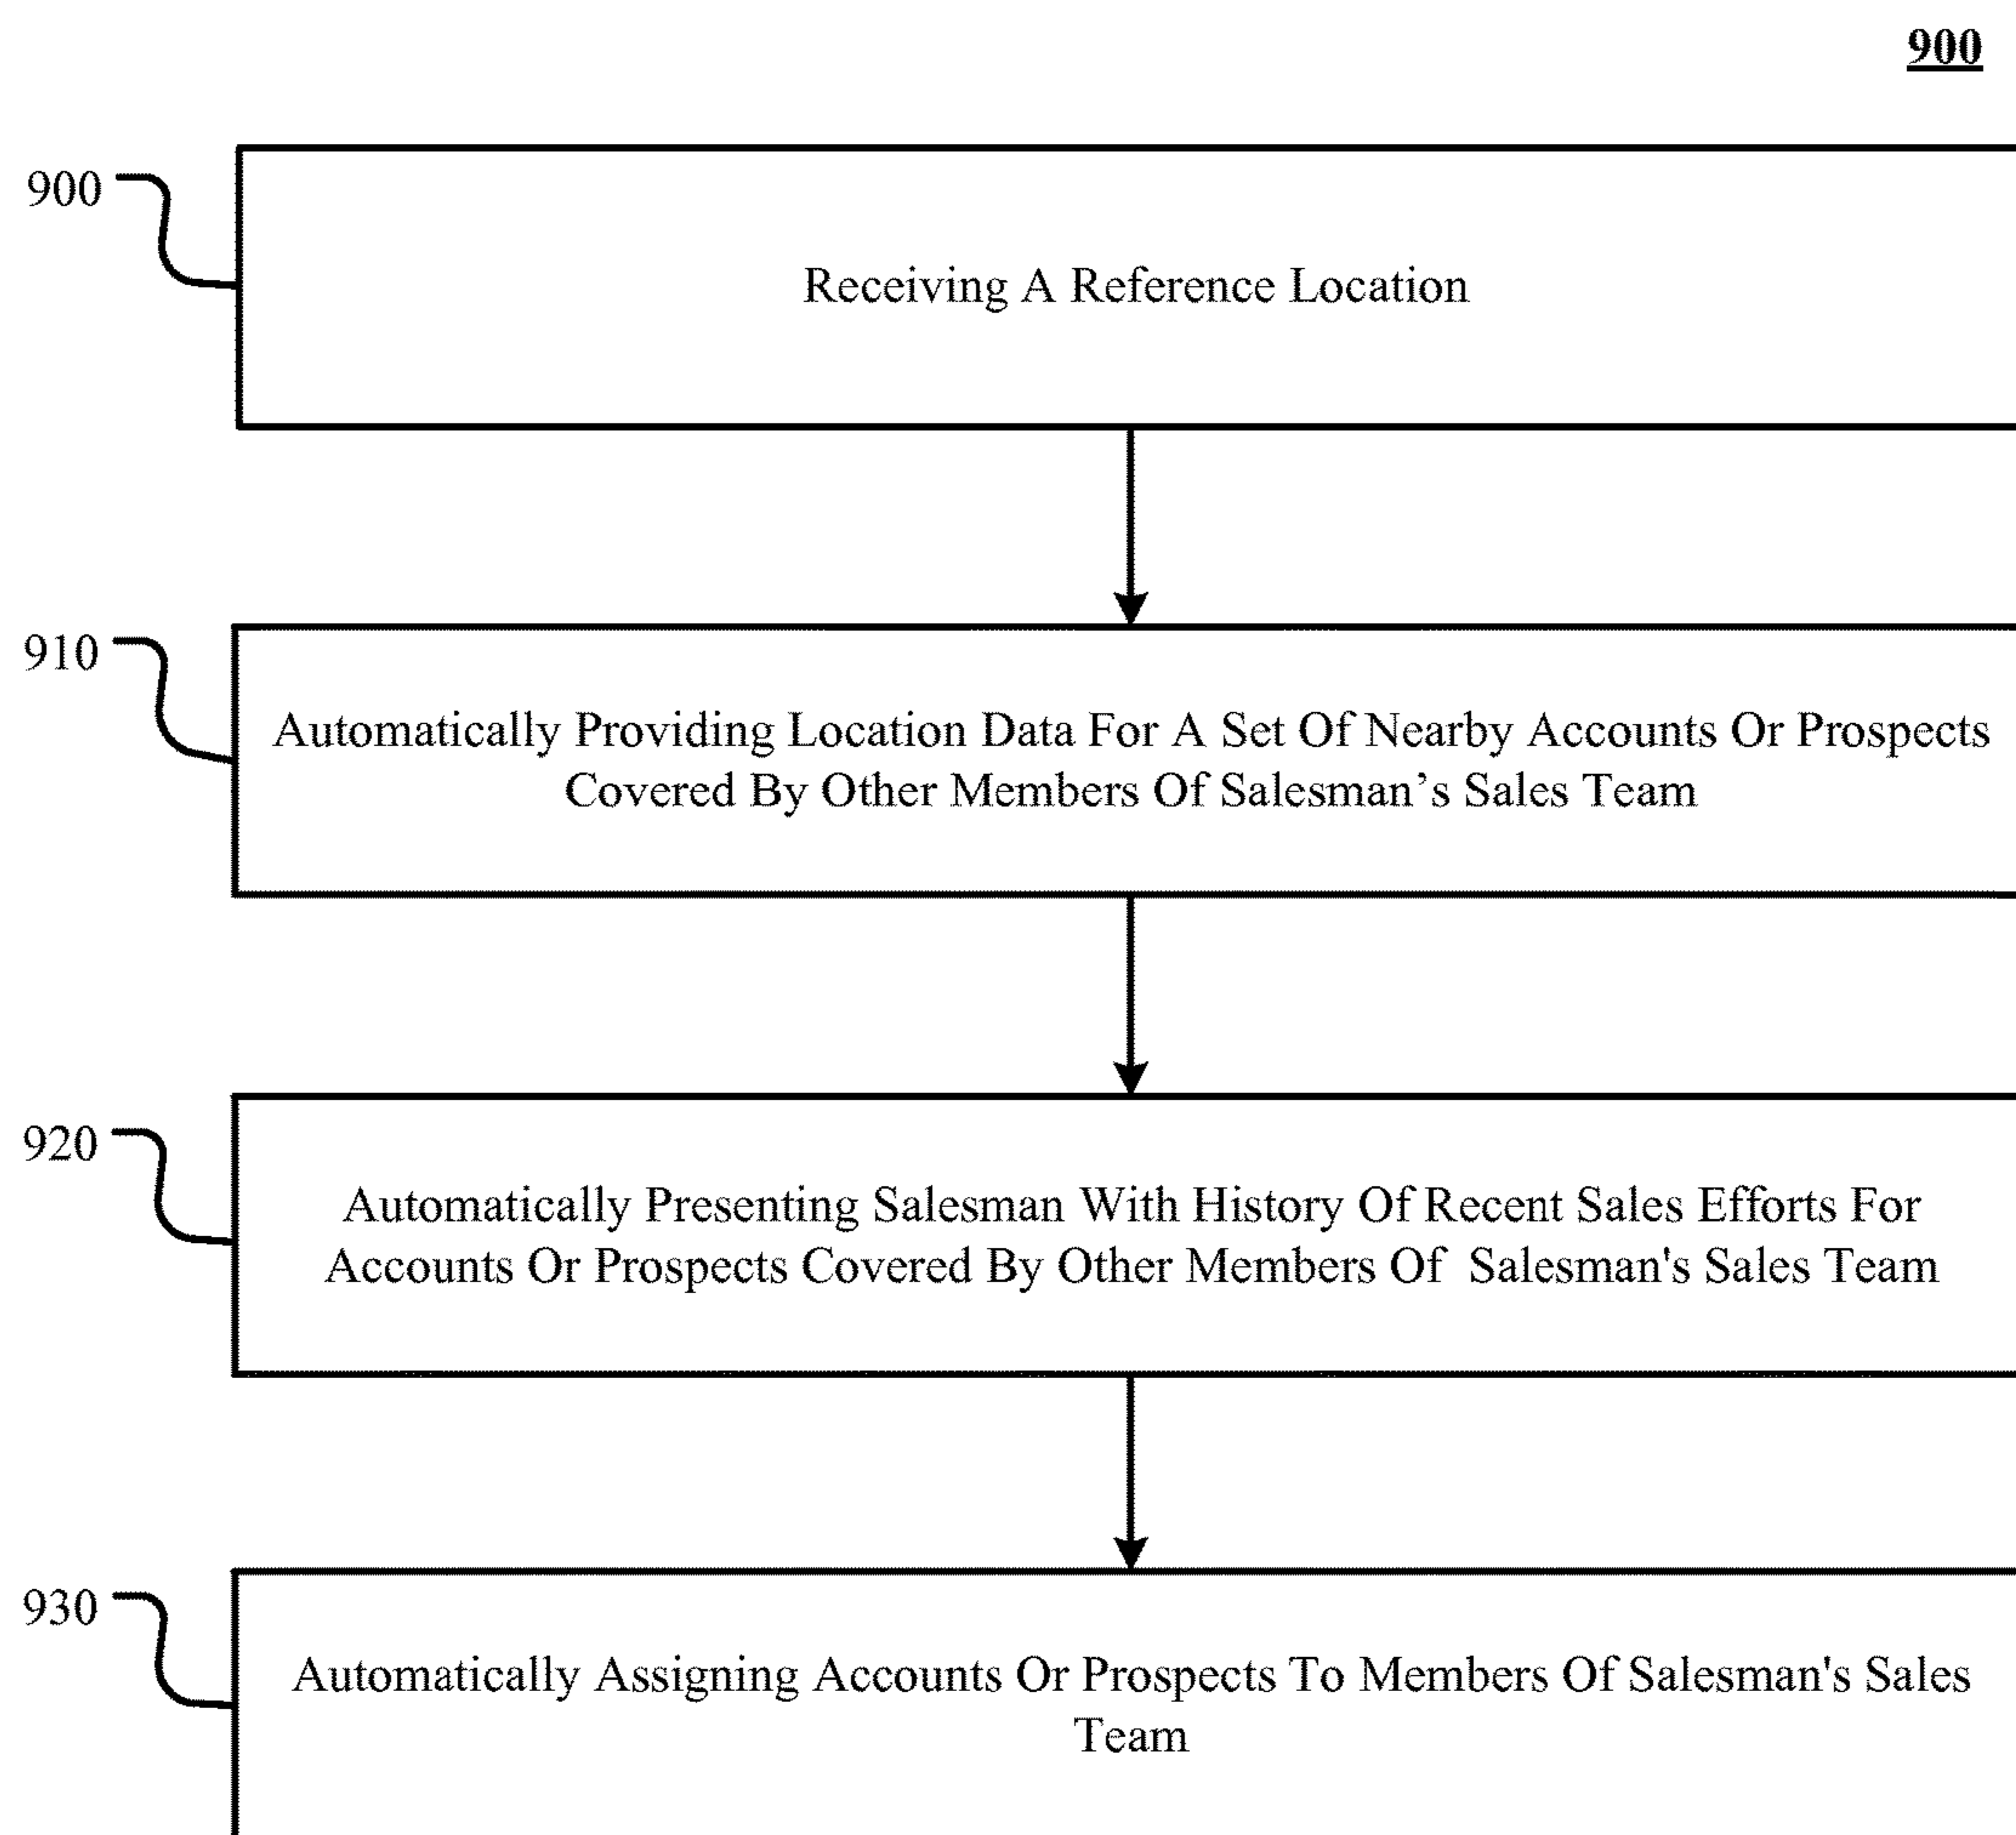 900
900
Receiving A Reference Location
910
Automatically Providing Location Data For A Set Of Nearby Accounts Or Prospects
Covered By Other Members Of Salesman’s Sales Team
920
Automatically Presenting Salesman With History Of Recent Sales Efforts For
Accounts Or Prospects Covered By Other Members Of Salesman's Sales Team
930
Automatically Assigning Accounts Or Prospects To Members Of Salesman's Sales
Team